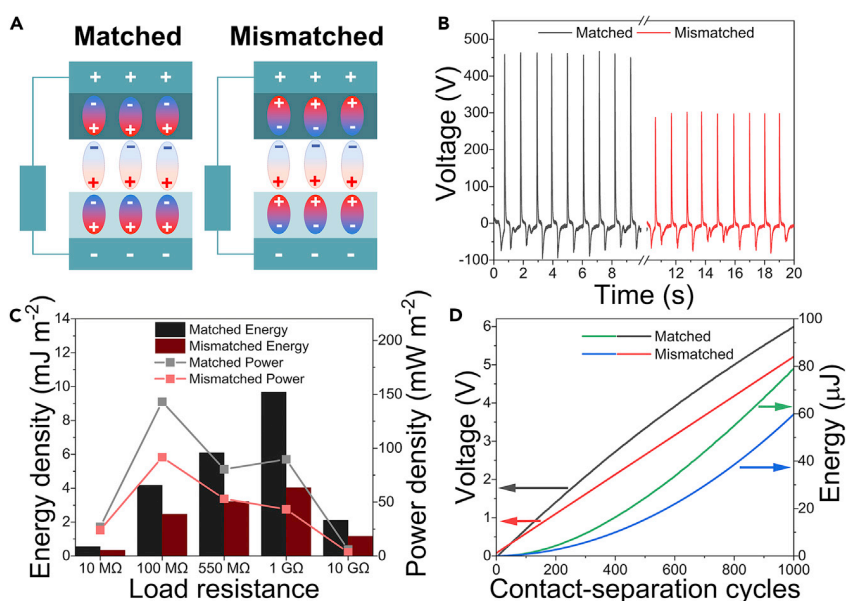 A
Matched
Mismatched
+ + +
+ + +
- - -
+ + +
+ + +
- - -
- - -
- - -
+ + +
+ + +
- - -
+ + +
+ + +
- - -
- - -
- - -
B
Matched
Mismatched
Voltage (V)
500
400
300
200
100
0
-100
0 2 4 6 8 12 14 16 18 20
Time (s)
C
Energy density (mJ m⁻²)
14
12
10
8
6
4
2
0
Matched Energy
Mismatched Energy
Matched Power
Mismatched Power
200
150
100
50
0
Power density (mW m⁻²)
10 MΩ 100 MΩ 550 MΩ 1 GΩ 10 GΩ
Load resistance
D
Voltage (V)
6
5
4
3
2
1
0
Matched
Mismatched
100
80
60
40
20
0
Energy (μJ)
0 200 400 600 800 1000
Contact-separation cycles